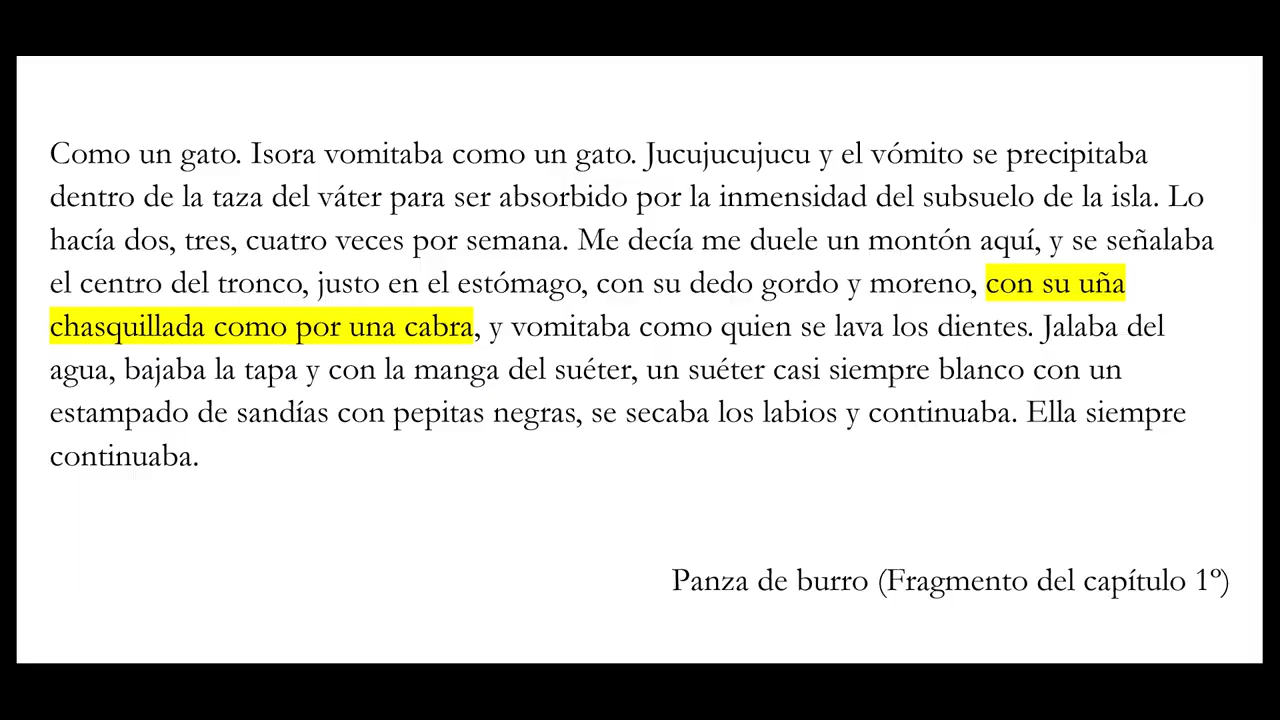 Como un gato. Isora vomitaba como un gato. Jucujucujucu y el vómito se precipitaba
dentro de la taza del váter para ser absorbido por la inmensidad del subsuelo de la isla. Lo
hacía dos, tres, cuatro veces por semana. Me decía me duele un montón aquí, y se señalaba
el centro del tronco, justo en el estómago, con su dedo gordo y moreno, con su uña
chasquillada como por una cabra, y vomitaba como quien se lava los dientes. Jalaba del
agua, bajaba la tapa y con la manga del suéter, un suéter casi siempre blanco con un
estampado de sandías con pepitas negras, se secaba los labios y continuaba. Ella siempre
continuaba.
Panza de burro (Fragmento del capítulo 1º)